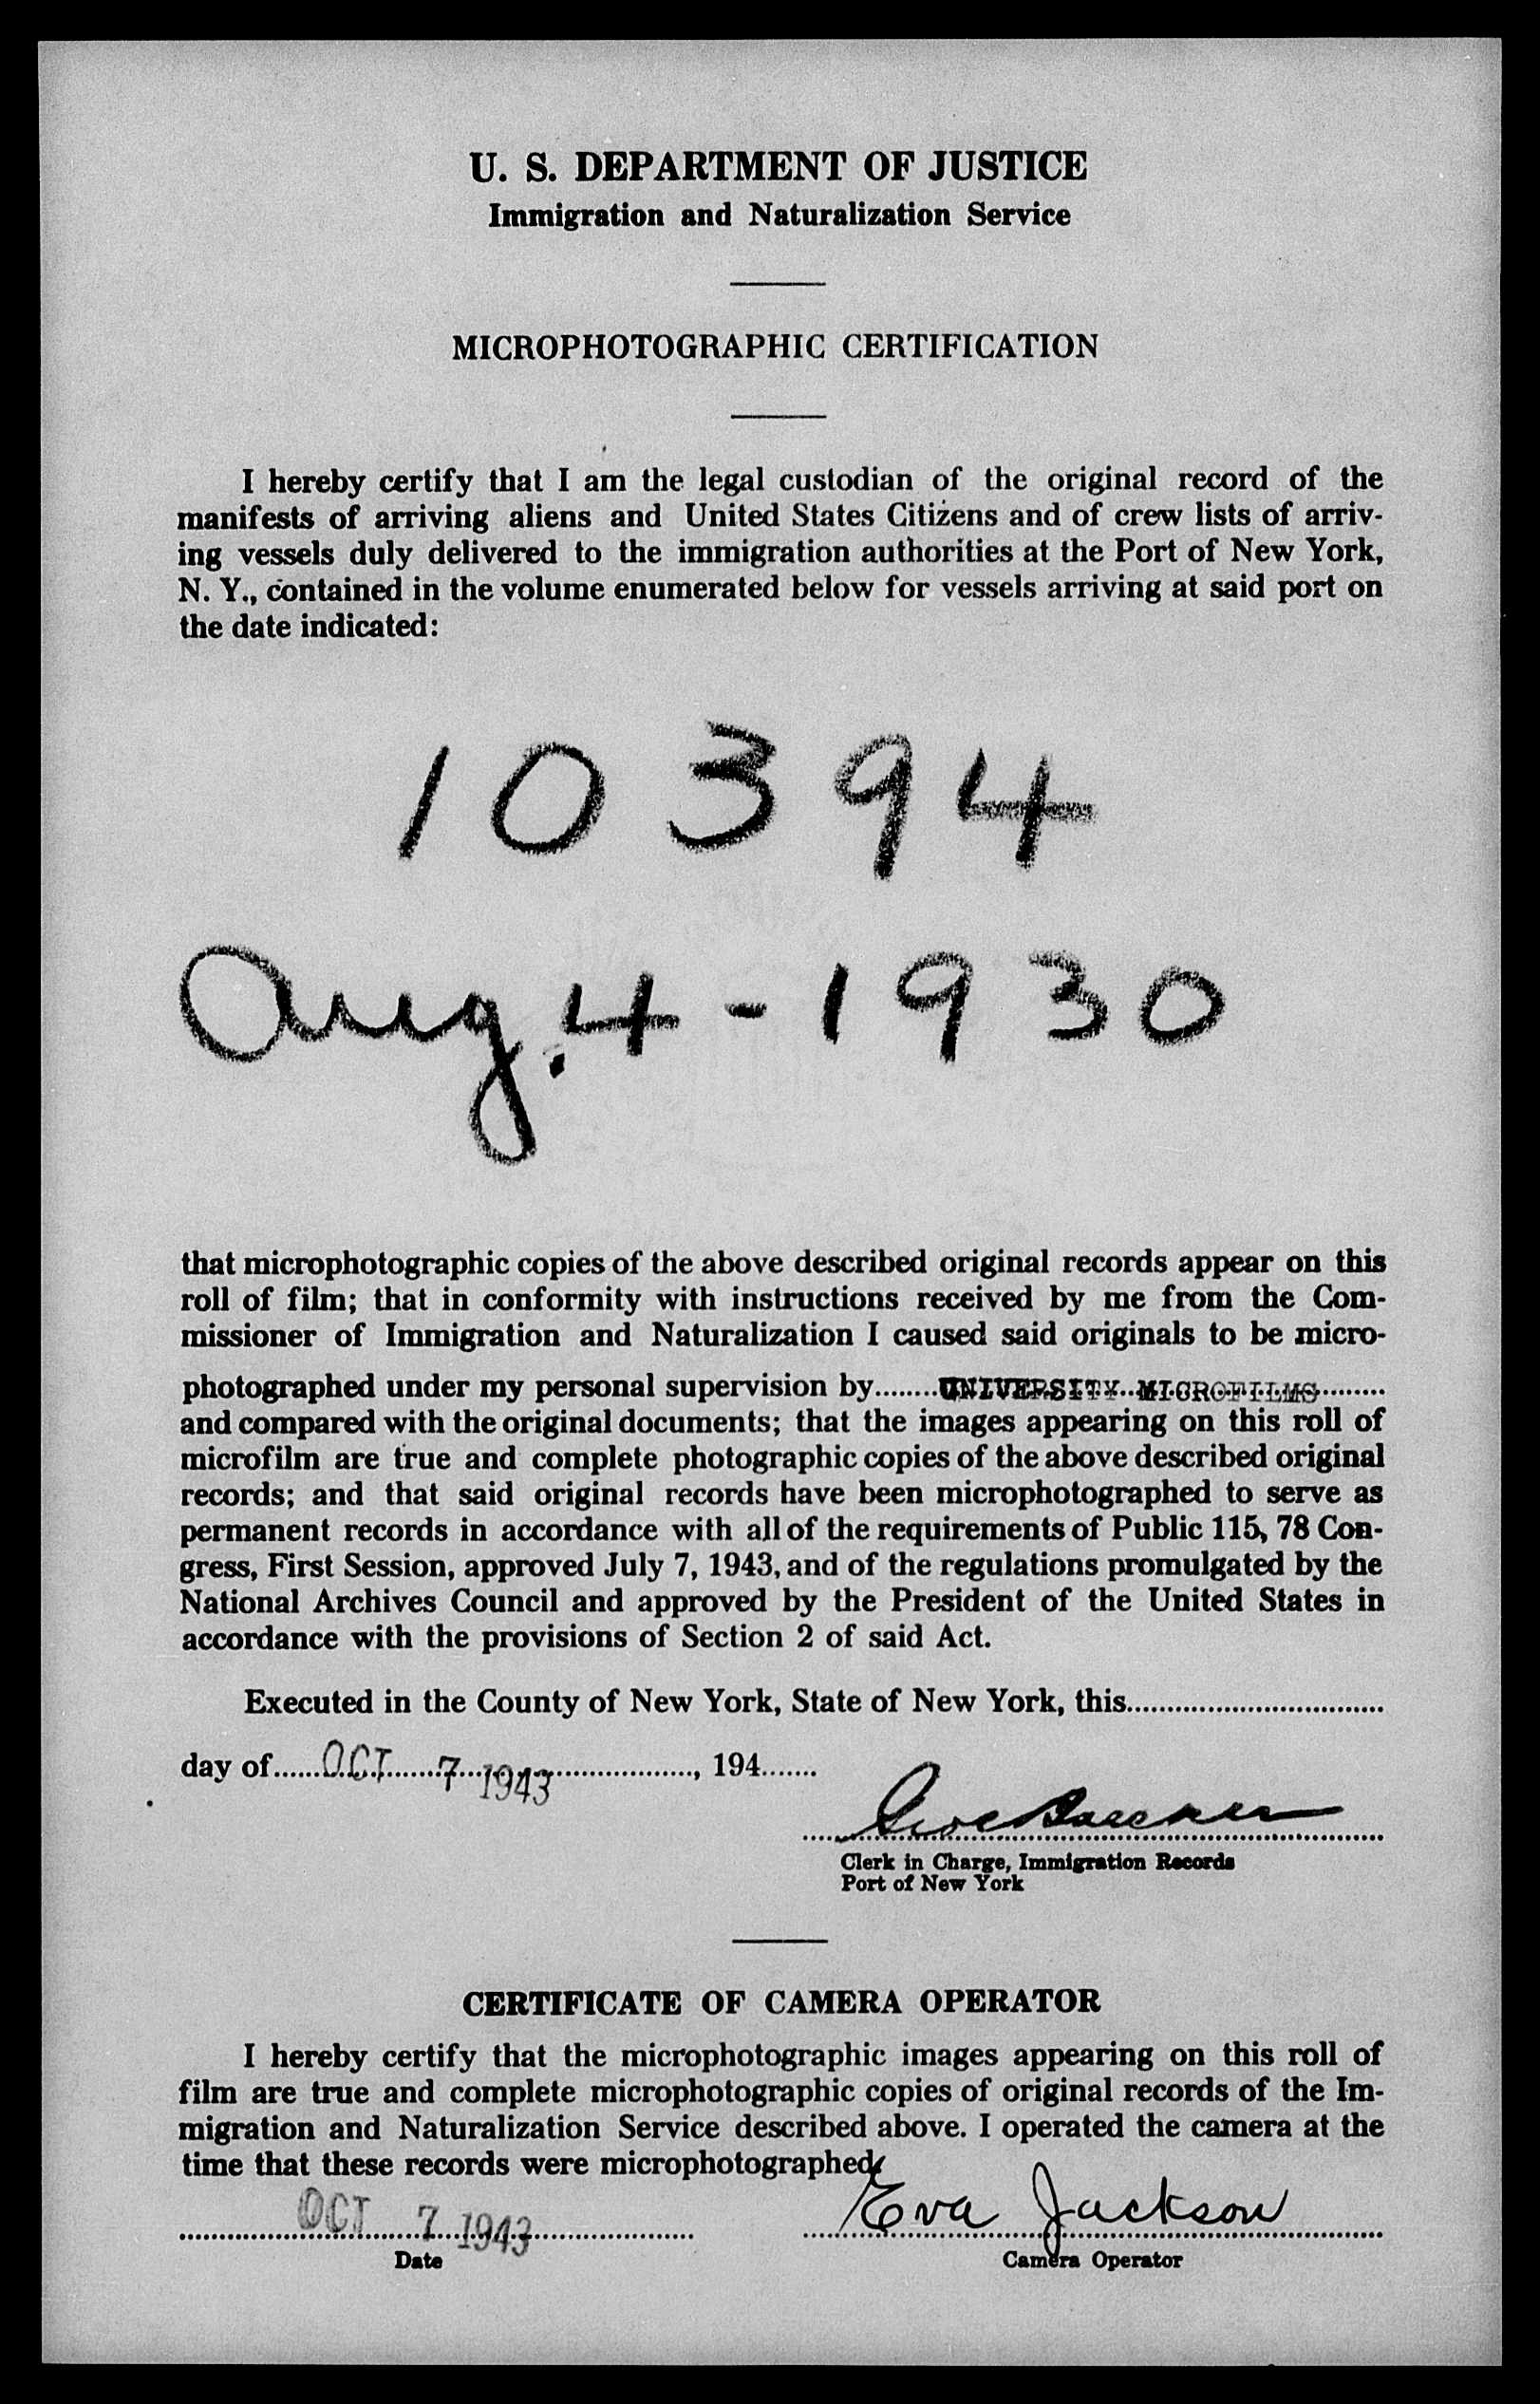 U. S. DEPARTMENT OF JUSTICE
Immigration and Naturalization Service
MICROPHOTOGRAPHIC CERTIFICATION
I hereby certify that I am the legal custodian of the original record of the
manifests of arriving aliens and United States Citizens and of crew lists of arriv-
ing vessels duly delivered to the immigration authorities at the Port of New York,
N. Y., contained in the volume enumerated below for vessels arriving at said port on
the date indicated:
10394
Aug. 4 - 1930
that microphotographic copies of the above described original records appear on this
roll of film; that in conformity with instructions received by me from the Com-
missioner of Immigration and Naturalization I caused said originals to be micro-
photographed under my personal supervision by........UNIVERSITY MICROFILMS.........
and compared with the original documents; that the images appearing on this roll of
microfilm are true and complete photographic copies of the above described original
records; and that said original records have been microphotographed to serve as
permanent records in accordance with all of the requirements of Public 115, 78 Con-
gress, First Session, approved July 7, 1943, and of the regulations promulgated by the
National Archives Council and approved by the President of the United States in
accordance with the provisions of Section 2 of said Act.
Executed in the County of New York, State of New York, this................................
day of......OCT 7 1943.................., 194.......
Clerk in Charge, Immigration Records
Port of New York
CERTIFICATE OF CAMERA OPERATOR
I hereby certify that the microphotographic images appearing on this roll of
film are true and complete microphotographic copies of original records of the Im-
migration and Naturalization Service described above. I operated the camera at the
time that these records were microphotographed.
OCT 7 1943 Eva Jackson
Date Camera Operator